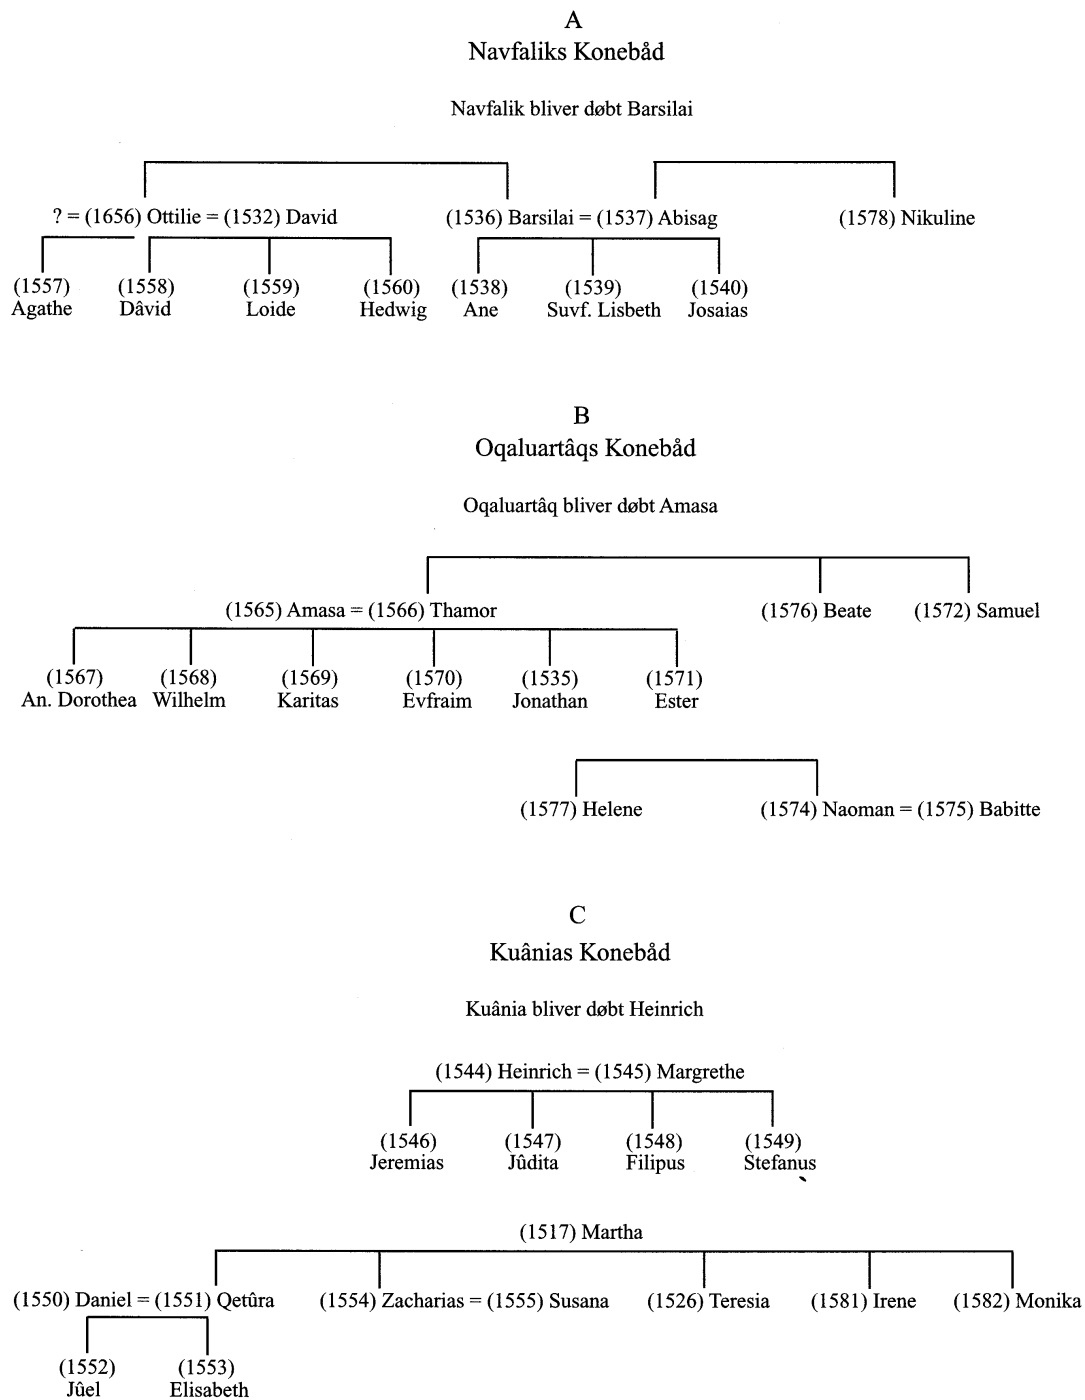 A
Navfaliks Konebåd
Navfalik bliver døbt Barsilai
? = (1656) Ottilie = (1532) David (1536) Barsilai = (1537) Abisag (1578) Nikuline
(1557) (1558) (1559) (1560) (1538) (1539) (1540)
Agathe Dâvid Loide Hedwig Ane Suvf. Lisbeth Josaias
B
Oqaluartâqs Konebåd
Oqaluartâq bliver døbt Amasa
(1565) Amasa = (1566) Thamor (1576) Beate (1572) Samuel
(1567) (1568) (1569) (1570) (1535) (1571)
An. Dorothea Wilhelm Karitas Evfraim Jonathan Ester
(1577) Helene (1574) Naoman = (1575) Babitte
C
Kuânias Konebåd
Kuânia bliver døbt Heinrich
(1544) Heinrich = (1545) Margrethe
(1546) (1547) (1548) (1549)
Jeremias Jûdita Filipus Stefanus
(1517) Martha
(1550) Daniel = (1551) Qetûra (1554) Zacharias = (1555) Susana (1526) Teresia (1581) Irene (1582) Monika
(1552) (1553)
Jûel Elisabeth